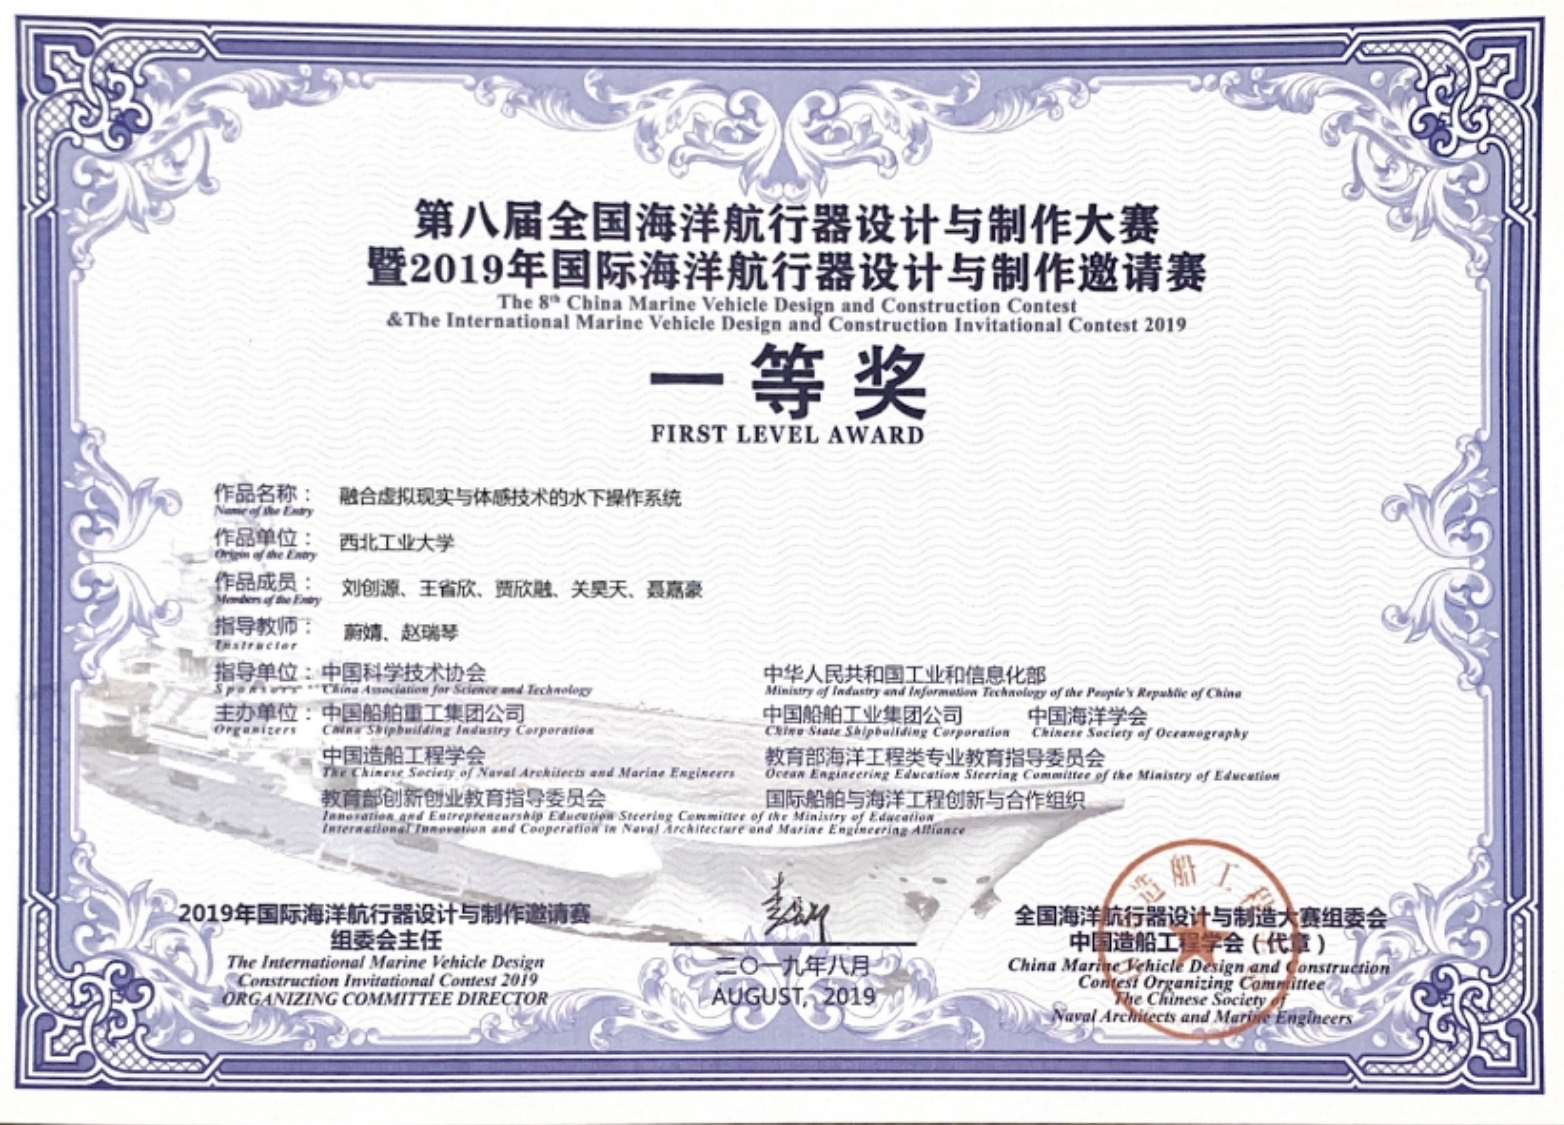 第八届全国海洋航行器设计与制作大赛
暨2019年国际海洋航行器设计与制作邀请赛
The 8th China Marine Vehicle Design and Construction Contest
&The International Marine Vehicle Design and Construction Invitational Contest 2019
一等奖
FIRST LEVEL AWARD
作品名称： 融合虚拟现实与体感技术的水下操作系统
Name of the Entry
作品单位： 西北工业大学
Origin of the Entry
作品成员： 刘创源、王省欣、贾欣融、关昊天、聂嘉豪
Members of the Entry
指导教师： 蔚婧、赵瑞琴
Instructor
指导单位：中国科学技术协会 中华人民共和国工业和信息化部
Sponsors China Association for Science and Technology Ministry of Industry and Information Technology of the People's Republic of China
主办单位：中国船舶重工集团公司 中国船舶工业集团公司 中国海洋学会
Organizers China Shipbuilding Industry Corporation China State Shipbuilding Corporation Chinese Society of Oceanography
中国造船工程学会 教育部海洋工程类专业教育指导委员会
The Chinese Society of Naval Architects and Marine Engineers Ocean Engineering Education Steering Committee of the Ministry of Education
教育部创新创业教育指导委员会 国际船舶与海洋工程创新与合作组织
Innovation and Entrepreneurship Education Steering Committee of the Ministry of Education
International Innovation and Cooperation in Naval Architecture and Marine Engineering Alliance
2019年国际海洋航行器设计与制作邀请赛
组委会主任
The International Marine Vehicle Design
Construction Invitational Contest 2019
ORGANIZING COMMITTEE DIRECTOR
二〇一九年八月
AUGUST, 2019
造船工程
全国海洋航行器设计与制造大赛组委会
中国造船工程学会（代章）
China Marine Vehicle Design and Construction
Contest Organizing Committee
The Chinese Society of
Naval Architects and Marine Engineers